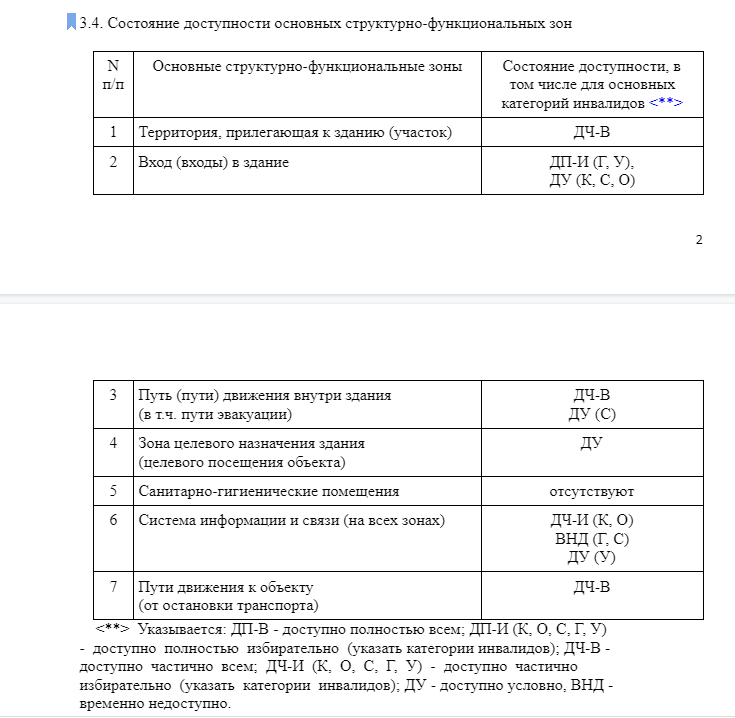 3.4. Состояние доступности основных структурно-функциональных зон
N п/п
Основные структурно-функциональные зоны
Состояние доступности, в
том числе для основных
категорий инвалидов <**>
1 Территория, прилегающая к зданию (участок) ДЧ-В
2 Вход (входы) в здание ДП-И (Г, У),
ДУ (К, С, О)
2
3 Путь (пути) движения внутри здания ДЧ-В
(в т.ч. пути эвакуации) ДУ (С)
4 Зона целевого назначения здания ДУ
(целевого посещения объекта)
5 Санитарно-гигиенические помещения отсутствуют
6 Система информации и связи (на всех зонах) ДЧ-И (К, О)
ВНД (Г, С)
ДУ (У)
7 Пути движения к объекту ДЧ-В
(от остановки транспорта)
<**> Указывается: ДП-В - доступно полностью всем; ДП-И (К, О, С, Г, У)
- доступно полностью избирательно (указать категории инвалидов); ДЧ-В -
доступно частично всем; ДЧ-И (К, О, С, Г, У) - доступно частично
избирательно (указать категории инвалидов); ДУ - доступно условно, ВНД -
временно недоступно.